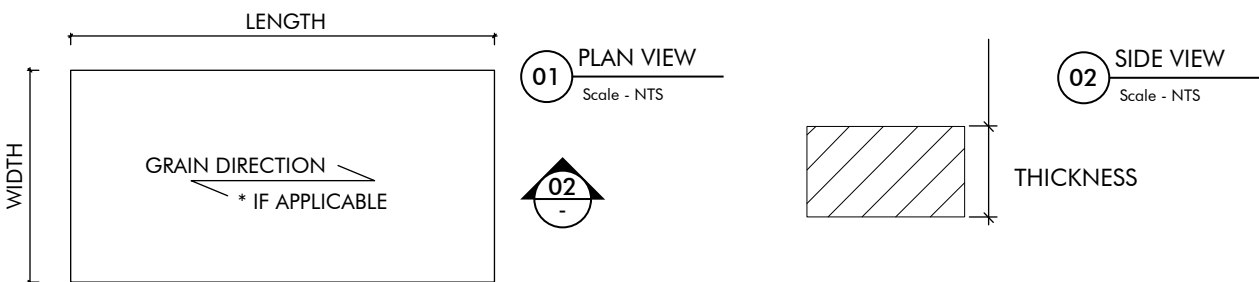 LENGTH
WIDTH
GRAIN DIRECTION
* IF APPLICABLE
01
PLAN VIEW
Scale - NTS
02
-
THICKNESS
02
SIDE VIEW
Scale - NTS